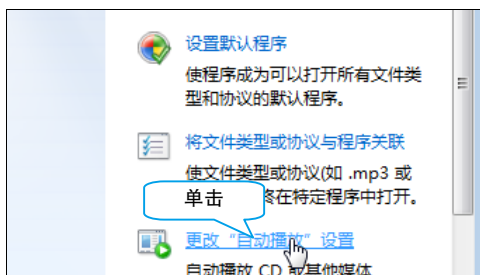 设置默认程序
使程序成为可以打开所有文件类
型和协议的默认程序。
将文件类型或协议与程序关联
使文件类型或协议(如 .mp3 或
单击
终在特定程序中打开。
更改“自动播放”设置
自动播放 CD 或其他媒体